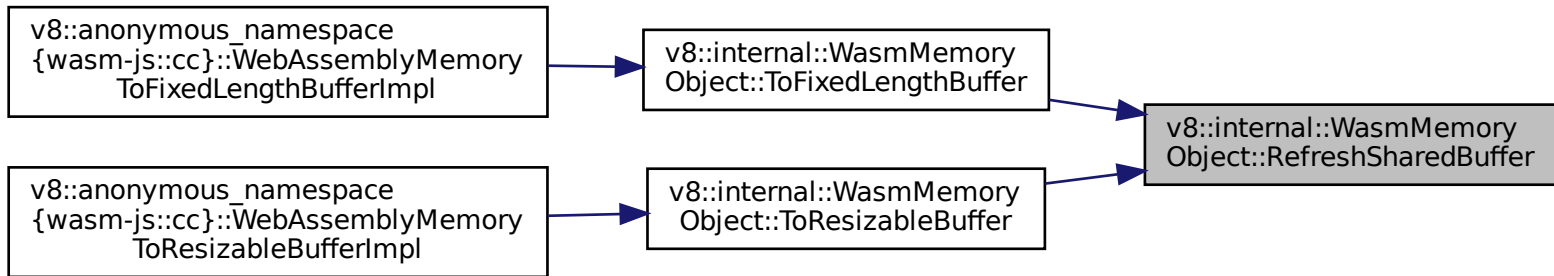 v8::anonymous_namespace
{wasm-js::cc}::WebAssemblyMemory
ToFixedLengthBufferImpl
v8::internal::WasmMemory
Object::ToFixedLengthBuffer
v8::internal::WasmMemory
Object::RefreshSharedBuffer
v8::anonymous_namespace
{wasm-js::cc}::WebAssemblyMemory
ToResizableBufferImpl
v8::internal::WasmMemory
Object::ToResizableBuffer